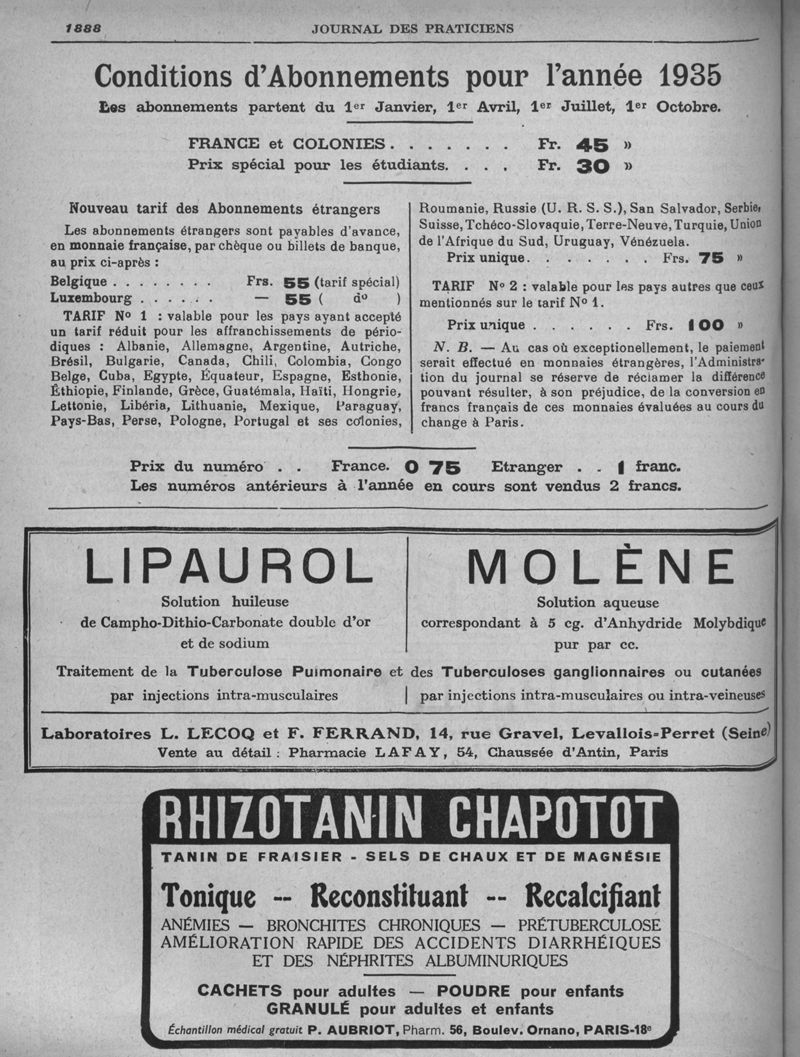 1888
JOURNAL DES PRATICIENS
Conditions d'Abonnements pour l'année 1935
Les abonnements partent du 1er Janvier, 1er Avril, 1er Juillet, 1er Octobre.
FRANCE et COLONIES. . . . . . . Fr. 45 »
Prix spécial pour les étudiants. . . . Fr. 30 »
Nouveau tarif des Abonnements étrangers
Les abonnements étrangers sont payables d'avance,
en monnaie française, par chèque ou billets de banque,
au prix ci-après :
Belgique . . . . . . . . Frs. 55 (tarif spécial)
Luxembourg . . . . . . — 55 ( do )
TARIF No 1 : valable pour les pays ayant accepté
un tarif réduit pour les affranchissements de pério-
diques : Albanie, Allemagne, Argentine, Autriche,
Brésil, Bulgarie, Canada, Chili, Colombia, Congo
Belge, Cuba, Egypte, Équateur, Espagne, Esthonie,
Éthiopie, Finlande, Grèce, Guatémala, Haïti, Hongrie,
Lettonie, Libéria, Lithuanie, Mexique, Paraguay,
Pays-Bas, Perse, Pologne, Portugal et ses colonies,
Roumanie, Russie (U. R. S. S.), San Salvador, Serbie,
Suisse, Tchéco-Slovaquie, Terre-Neuve, Turquie, Union
de l'Afrique du Sud, Uruguay, Vénézuela.
Prix unique. . . . . . . Frs. 75 »
TARIF No 2 : valable pour les pays autres que ceux
mentionnés sur le tarif No 1.
Prix unique . . . . . . Frs. 100 »
N. B. — Au cas où exceptionellement, le paiement
serait effectué en monnaies étrangères, l'Administra-
tion du journal se réserve de réclamer la différence
pouvant résulter, à son préjudice, de la conversion en
francs français de ces monnaies évaluées au cours du
change à Paris.
Prix du numéro . . France. 0 75 Etranger . . 1 franc.
Les numéros antérieurs à l'année en cours sont vendus 2 francs.
LIPAUROL
Solution huileuse
de Campho-Dithio-Carbonate double d'or
et de sodium
MOLÈNE
Solution aqueuse
correspondant à 5 cg. d'Anhydride Molybdique
pur par cc.
Traitement de la Tuberculose Pulmonaire et des Tuberculoses ganglionnaires ou cutanées
par injections intra-musculaires | par injections intra-musculaires ou intra-veineuses
Laboratoires L. LECOQ et F. FERRAND, 14, rue Gravel, Levallois-Perret (Seine)
Vente au détail : Pharmacie LAFAY, 54, Chaussée d'Antin, Paris
RHIZOTANIN CHAPOTOT
TANIN DE FRAISIER - SELS DE CHAUX ET DE MAGNÉSIE
Tonique -- Reconstituant -- Recalcifiant
ANÉMIES — BRONCHITES CHRONIQUES — PRÉTUBERCULOSE
AMÉLIORATION RAPIDE DES ACCIDENTS DIARRHÉIQUES
ET DES NÉPHRITES ALBUMINURIQUES
CACHETS pour adultes — POUDRE pour enfants
GRANULÉ pour adultes et enfants
Échantillon médical gratuit P. AUBRIOT, Pharm. 56, Boulev. Ornano, PARIS-18e